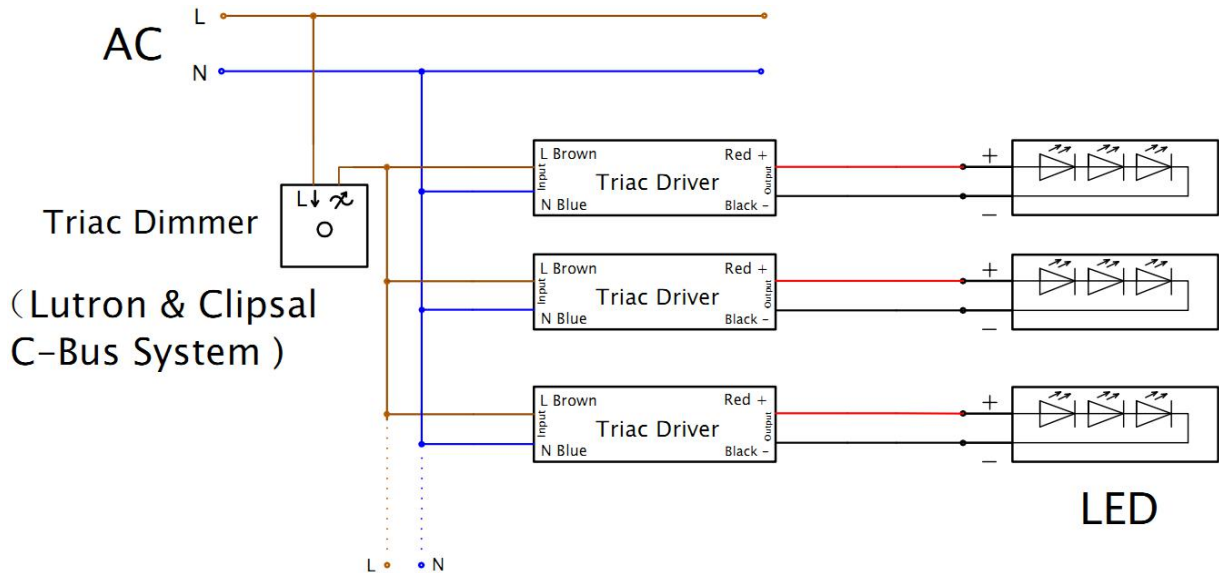 L
AC
N
Triac Dimmer
（Lutron & Clipsal
C-Bus System )
L
L Brown
Input
N Blue
Triac Driver
Red +
Output
Black -
+
−
L Brown
Input
N Blue
Triac Driver
Red +
Output
Black -
+
−
L Brown
Input
N Blue
Triac Driver
Red +
Output
Black -
+
−
LED
L
N